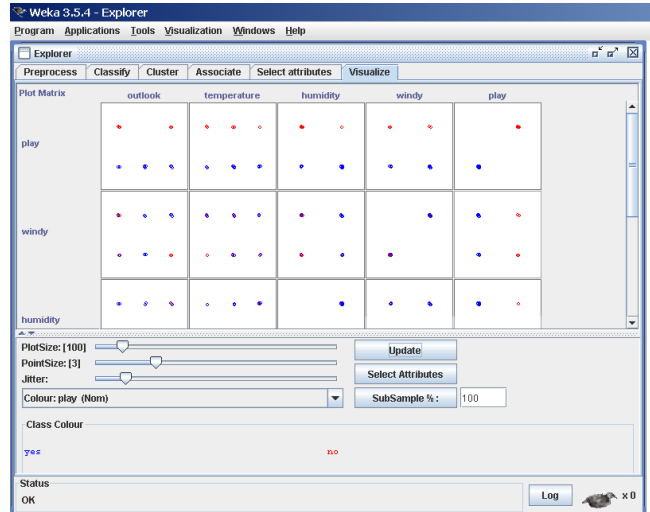 Weka 3.5.4 - Explorer
Program Applications Tools Visualization Windows Help
Explorer
Preprocess Classify Cluster Associate Select attributes Visualize
Plot Matrix outlook temperature humidity windy play
play
windy
humidity
PlotSize: [100]
PointSize: [3]
Jitter:
Update
Select Attributes
Colour: play (Nom) SubSample % : 100
Class Colour
yes no
Status
OK
Log x 0